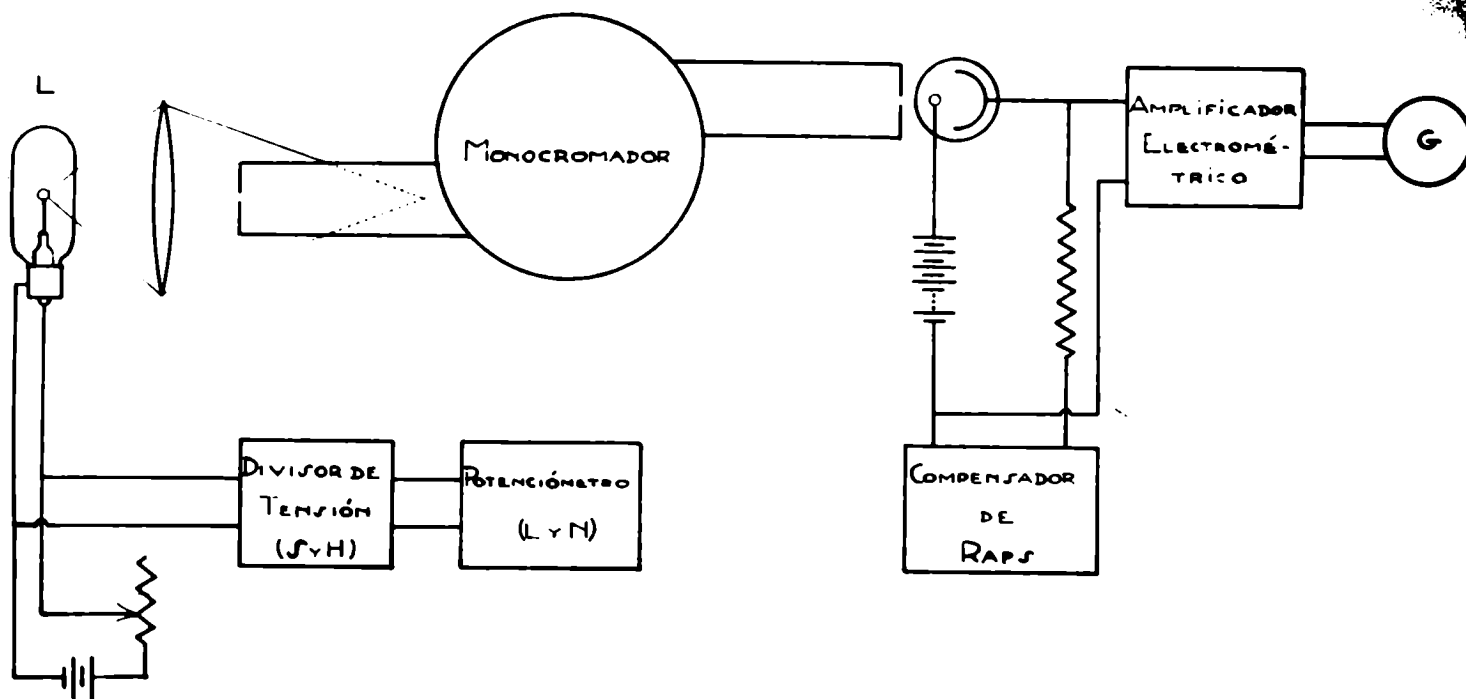 L
MONOCROMADOR
AMPLIFICADOR
ELECTROMÉ-
TRICO
G
DIVISOR DE
TENSIÓN
(S Y H)
POTENCIÓMETRO
(L Y N)
COMPENSADOR
DE
RAPS